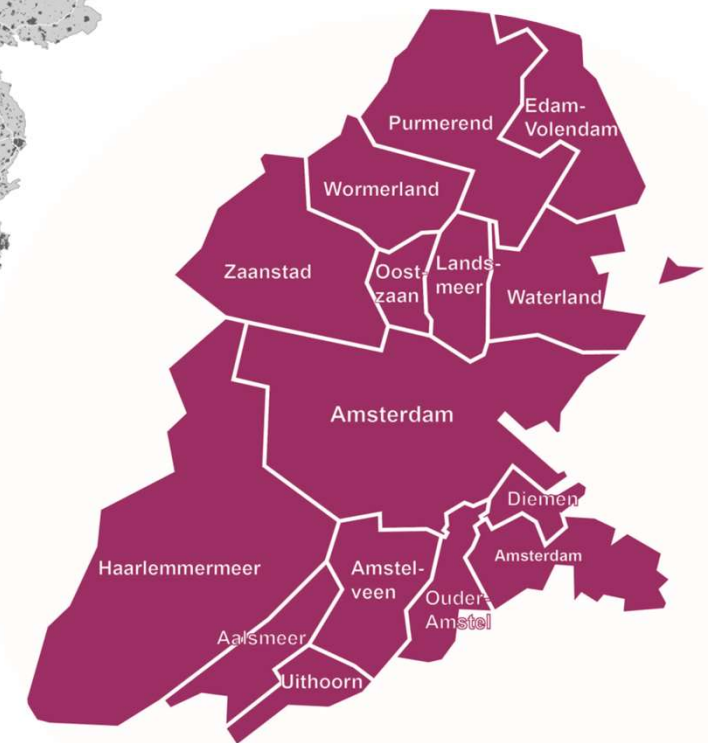 Edam-
Volendam
Purmerend
Wormerland
Zaanstad
Oost-
zaan
Lands-
meer
Waterland
Amsterdam
Diemen
Amsterdam
Haarlemmermeer
Amstel-
veen
Ouder-
Amstel
Aalsmeer
Uithoorn